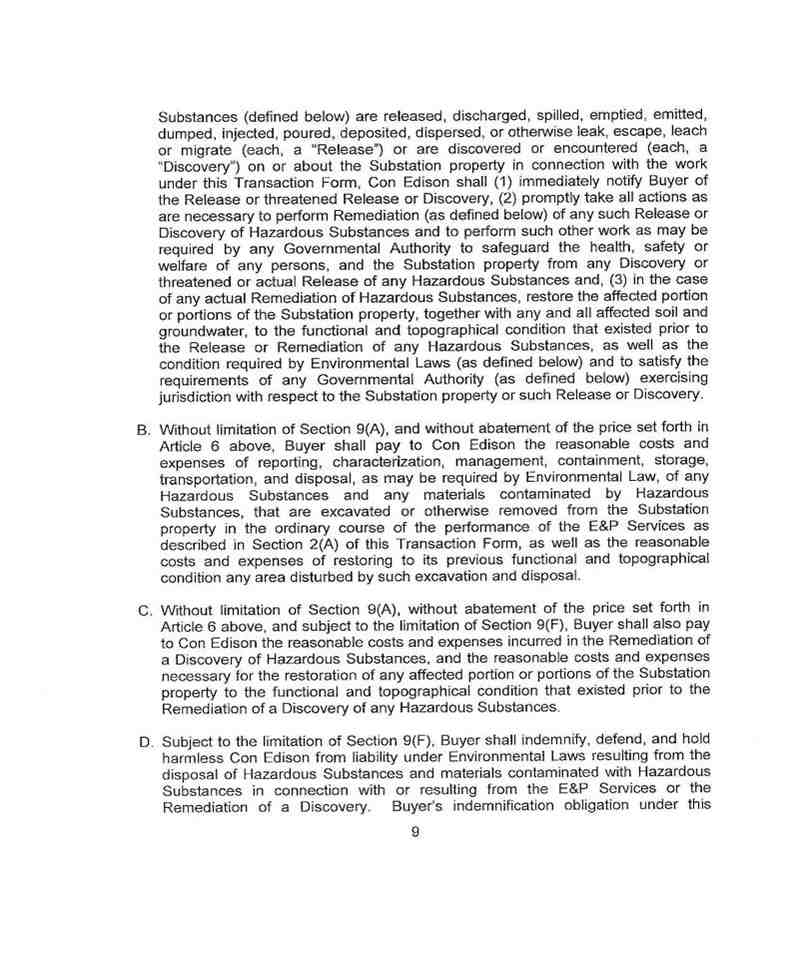 Substances (defined below) are released, discharged, spilled, emptied, emitted,
dumped, injected, poured, deposited, dispersed, or otherwise leak, escape, leach
or migrate (each, a "Release") or are discovered or encountered (each, a
"Discovery") on or about the Substation property in connection with the work
under this Transaction Form, Con Edison shall (1) immediately notify Buyer of
the Release or threatened Release or Discovery, (2) promptly take all actions as
are necessary to perform Remediation (as defined below) of any such Release or
Discovery of Hazardous Substances and to perform such other work as may be
required by any Governmental Authority to safeguard the health, safety or
welfare of any persons, and the Substation property from any Discovery or
threatened or actual Release of any Hazardous Substances and, (3) in the case
of any actual Remediation of Hazardous Substances, restore the affected portion
or portions of the Substation property, together with any and all affected soil and
groundwater, to the functional and topographical condition that existed prior to
the Release or Remediation of any Hazardous Substances, as well as the
condition required by Environmental Laws (as defined below) and to satisfy the
requirements of any Governmental Authority (as defined below) exercising
jurisdiction with respect to the Substation property or such Release or Discovery.
B. Without limitation of Section 9(A), and without abatement of the price set forth in
Article 6 above, Buyer shall pay to Con Edison the reasonable costs and
expenses of reporting, characterization, management, containment, storage,
transportation, and disposal, as may be required by Environmental Law, of any
Hazardous Substances and any materials contaminated by Hazardous
Substances, that are excavated or otherwise removed from the Substation
property in the ordinary course of the performance of the E&P Services as
described in Section 2(A) of this Transaction Form, as well as the reasonable
costs and expenses of restoring to its previous functional and topographical
condition any area disturbed by such excavation and disposal.
C. Without limitation of Section 9(A), without abatement of the price set forth in
Article 6 above, and subject to the limitation of Section 9(F), Buyer shall also pay
to Con Edison the reasonable costs and expenses incurred in the Remediation of
a Discovery of Hazardous Substances, and the reasonable costs and expenses
necessary for the restoration of any affected portion or portions of the Substation
property to the functional and topographical condition that existed prior to the
Remediation of a Discovery of any Hazardous Substances.
D. Subject to the limitation of Section 9(F), Buyer shall indemnify, defend, and hold
harmless Con Edison from liability under Environmental Laws resulting from the
disposal of Hazardous Substances and materials contaminated with Hazardous
Substances in connection with or resulting from the E&P Services or the
Remediation of a Discovery. Buyer's indemnification obligation under this
9